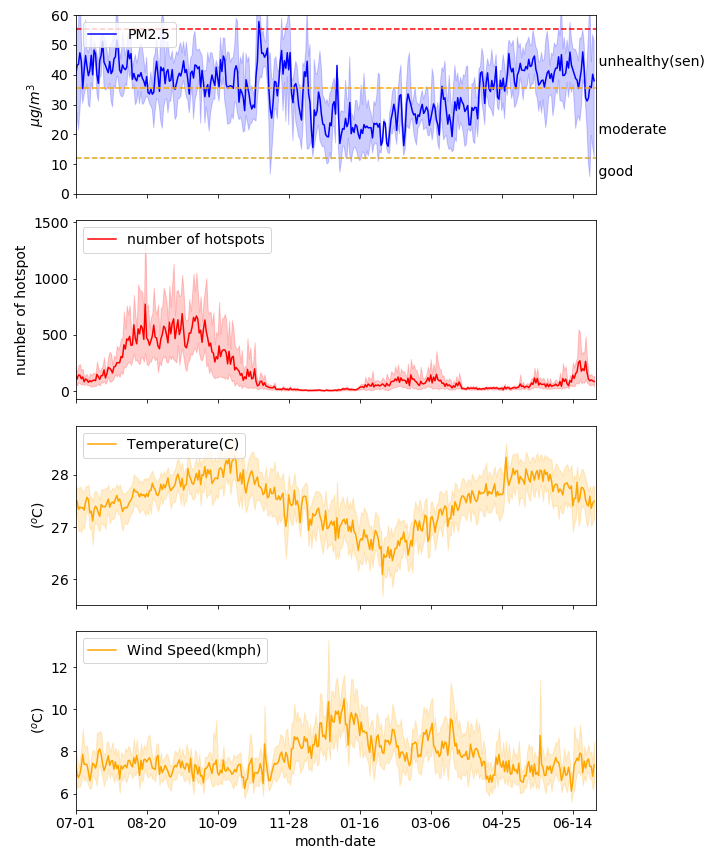 60
PM2.5
50
unhealthy(sen)
40
μg/m³
30
20
moderate
10
good
0
1500
number of hotspots
1000
number of hotspot
500
0
Temperature(C)
28
(°C)
27
26
Wind Speed(kmph)
12
10
(°C)
8
6
07-01 08-20 10-09 11-28 01-16 03-06 04-25 06-14
month-date